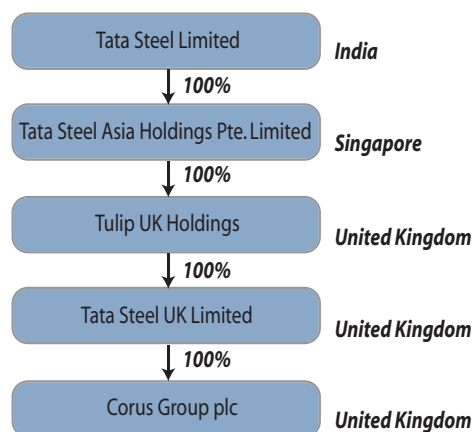 Tata Steel Limited
India
100%
Tata Steel Asia Holdings Pte. Limited
Singapore
100%
Tulip UK Holdings
United Kingdom
100%
Tata Steel UK Limited
United Kingdom
100%
Corus Group plc
United Kingdom